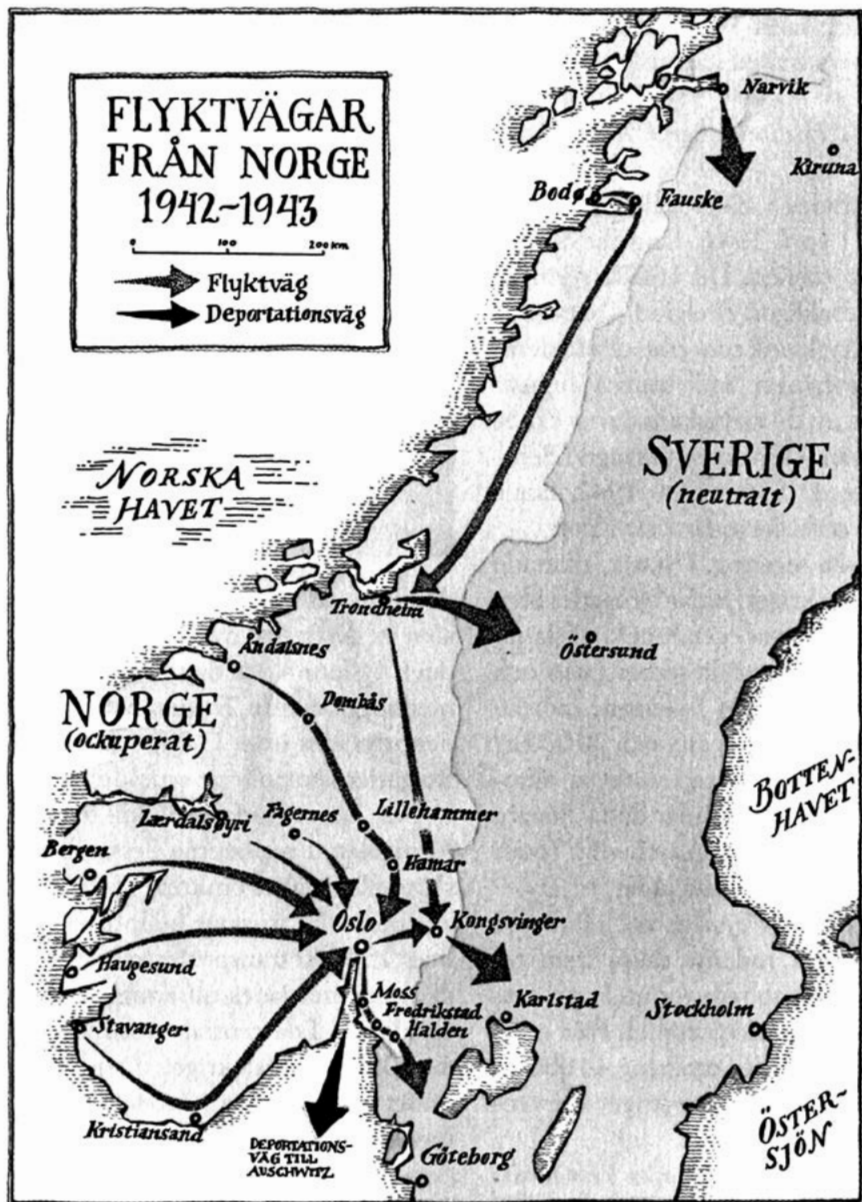 FLYKTVÄGAR
FRÅN NORGE
1942~1943
0 100 200 km.
Flyktväg
Deportationsväg
Narvik
Kiruna
Bodø
Fauske
NORSKA
HAVET
SVERIGE
(neutralt)
Trondheim
Östersund
Åndalsnes
NORGE
(ockuperat)
Dombås
BOTTEN-
HAVET
Lærdalsøyri
Fagernes
Lillehammer
Bergen
Hamar
Oslo
Kongsvinger
Haugesund
Moss
Fredrikstad
Halden
Karlstad
Stockholm
Stavanger
Kristiansand
DEPORTATIONS-
VÄG TILL
AUSCHWITZ
Göteborg
ÖSTER-
SJÖN